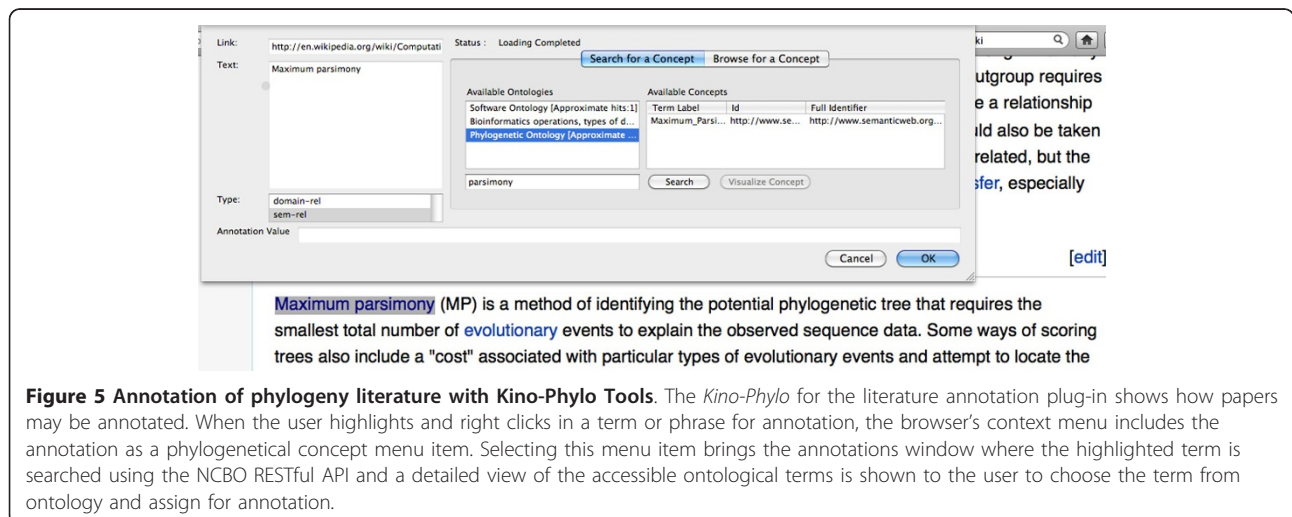 Link:
http://en.wikipedia.org/wiki/Computati
Status : Loading Completed
ki
Text:
Maximum parsimony
Search for a Concept
Browse for a Concept
utgroup requires
e a relationship
uld also be taken
related, but the
sfer, especially
Available Ontologies
Available Concepts
Software Ontology [Approximate hits:1]
Bioinformatics operations, types of d...
Phylogenetic Ontology [Approximate ...
Term Label
Id
Full Identifier
Maximum_Parsi...
http://www.se...
http://www.semanticweb.org...
parsimony
Search
Visualize Concept
Type:
domain-rel
sem-rel
Annotation Value
Cancel
OK
[edit]
Maximum parsimony (MP) is a method of identifying the potential phylogenetic tree that requires the
smallest total number of evolutionary events to explain the observed sequence data. Some ways of scoring
trees also include a "cost" associated with particular types of evolutionary events and attempt to locate the
Figure 5 Annotation of phylogeny literature with Kino-Phylo Tools. The Kino-Phylo for the literature annotation plug-in shows how papers
may be annotated. When the user highlights and right clicks in a term or phrase for annotation, the browser's context menu includes the
annotation as a phylogenetical concept menu item. Selecting this menu item brings the annotations window where the highlighted term is
searched using the NCBO RESTful API and a detailed view of the accessible ontological terms is shown to the user to choose the term from
ontology and assign for annotation.